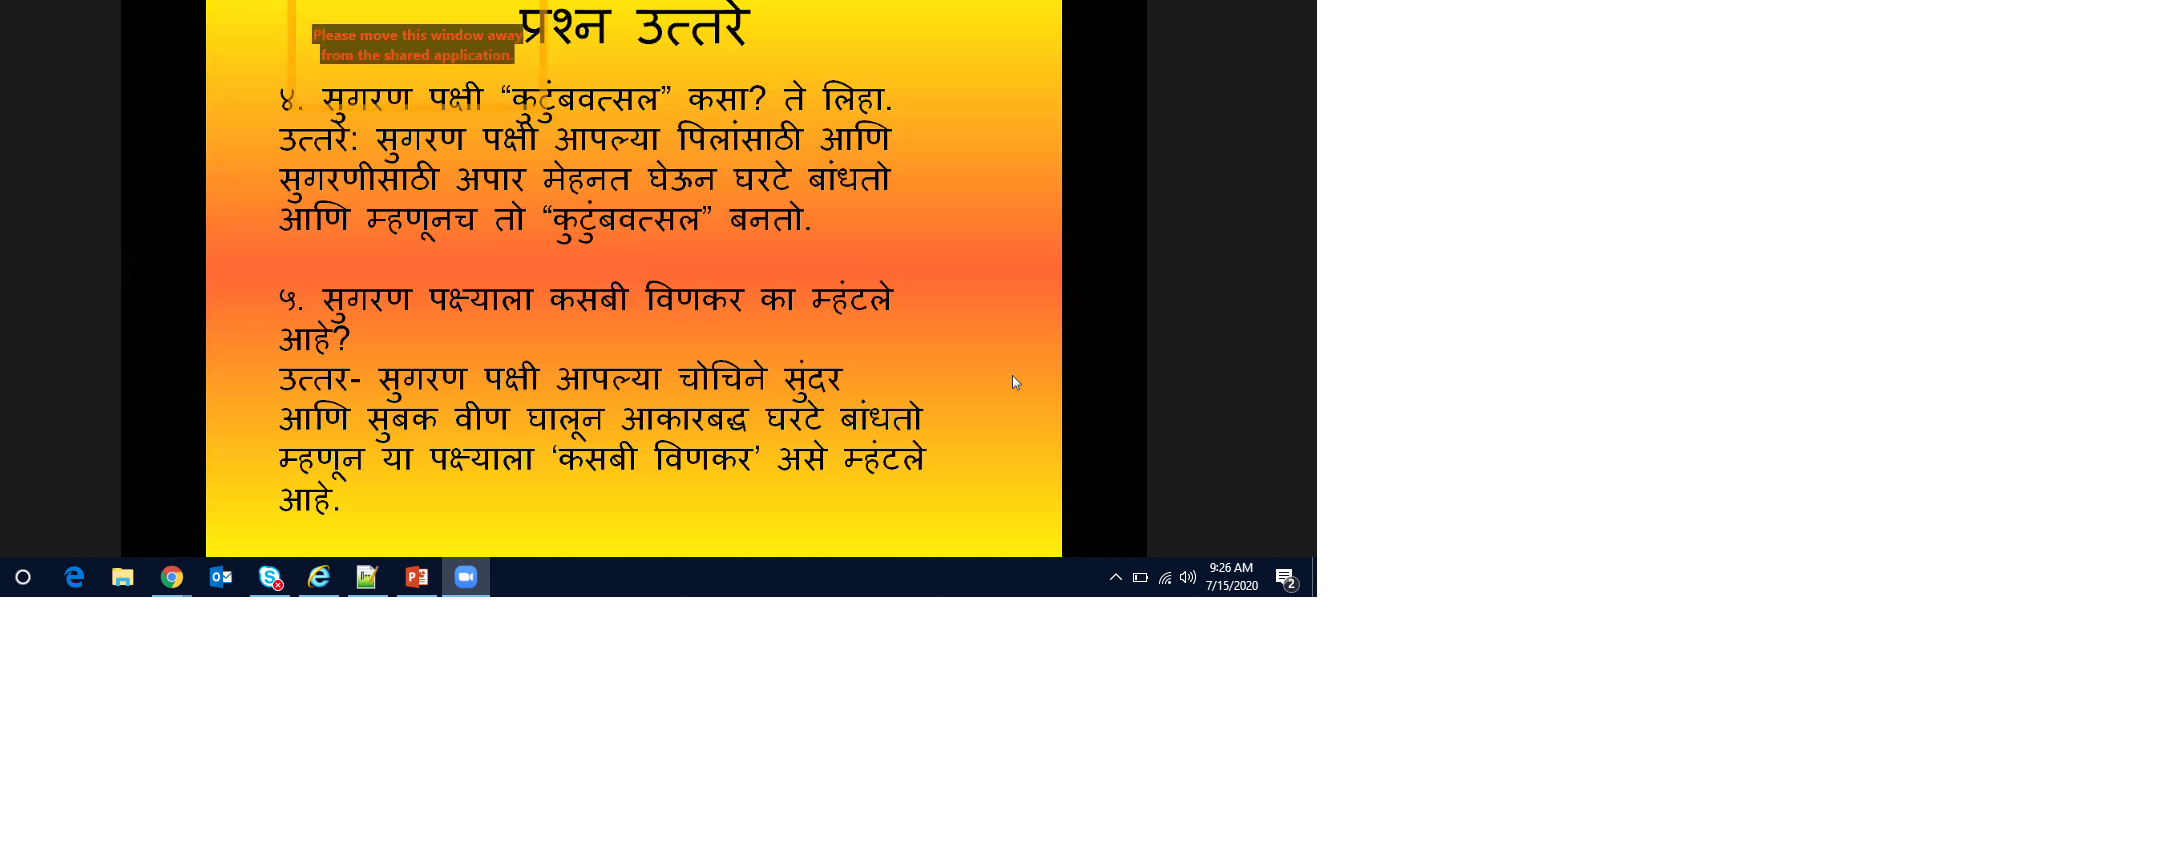 प्रश्न उत्तरे
Please move this window away
from the shared application.
४. सुगरण पक्षी “कुटुंबवत्सल” कसा? ते लिहा.
उत्तरे: सुगरण पक्षी आपल्या पिलांसाठी आणि
सुगरणीसाठी अपार मेहनत घेऊन घरटे बांधतो
आणि म्हणूनच तो “कुटुंबवत्सल” बनतो.
५. सुगरण पक्ष्याला कसबी विणकर का म्हंटले
आहे?
उत्तर- सुगरण पक्षी आपल्या चोचिने सुंदर
आणि सुबक वीण घालून आकारबद्ध घरटे बांधतो
म्हणून या पक्ष्याला ‘कसबी विणकर’ असे म्हंटले
आहे.
9:26 AM
7/15/2020
2